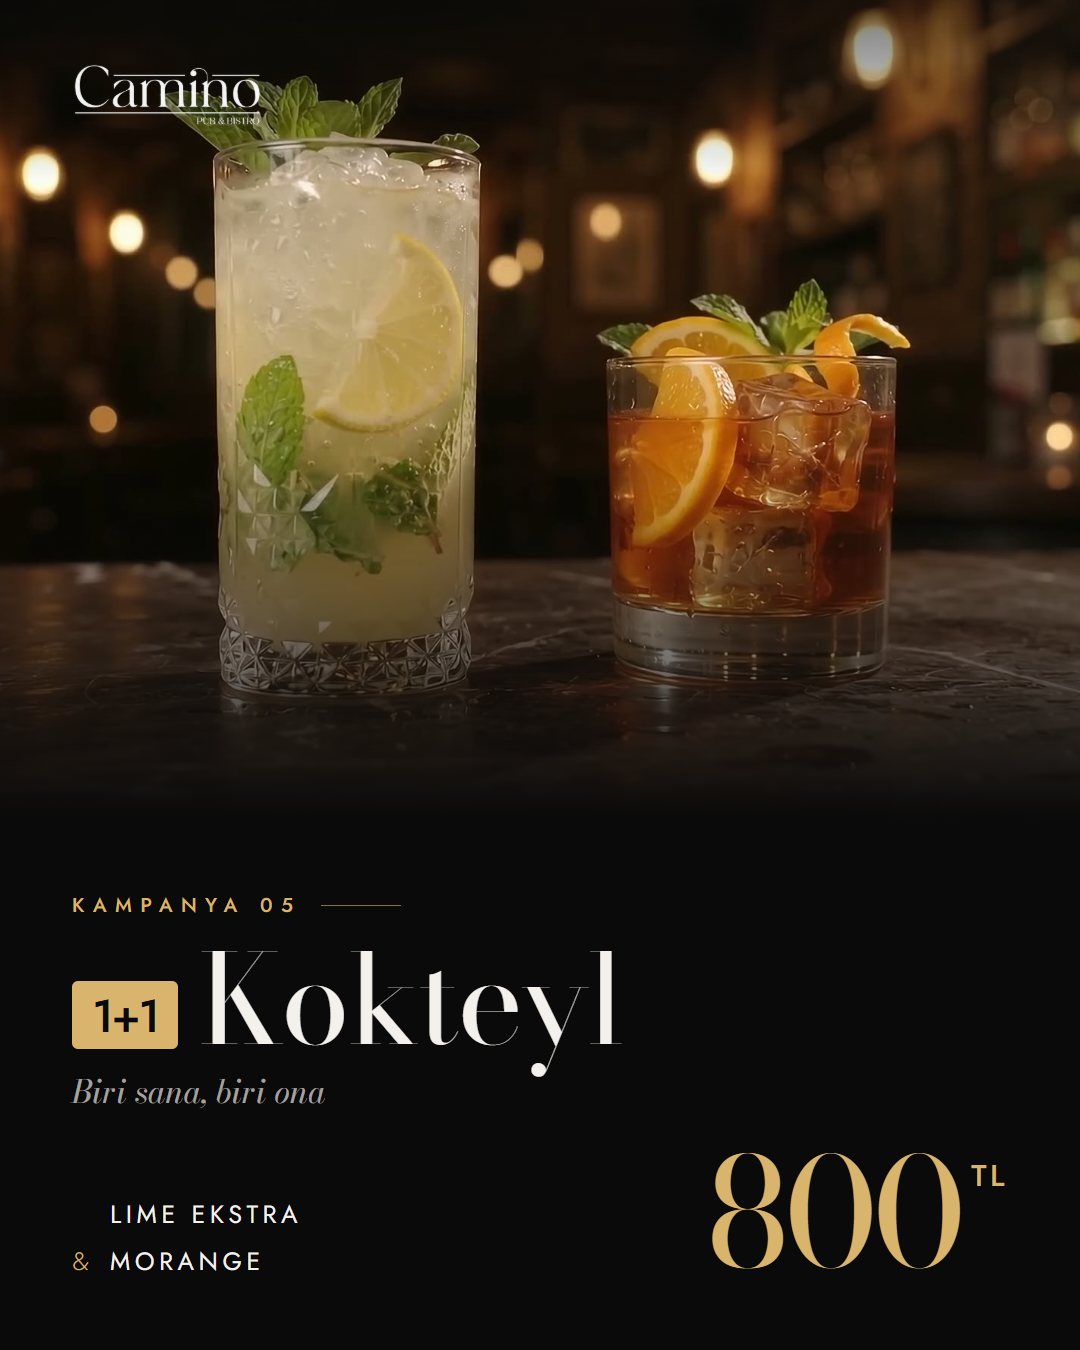 Camino
PUB & BISTRO
KAMPANYA 05
1+1 Kokteyl
Biri sana, biri ona
LIME EKSTRA
& MORANGE
800 TL